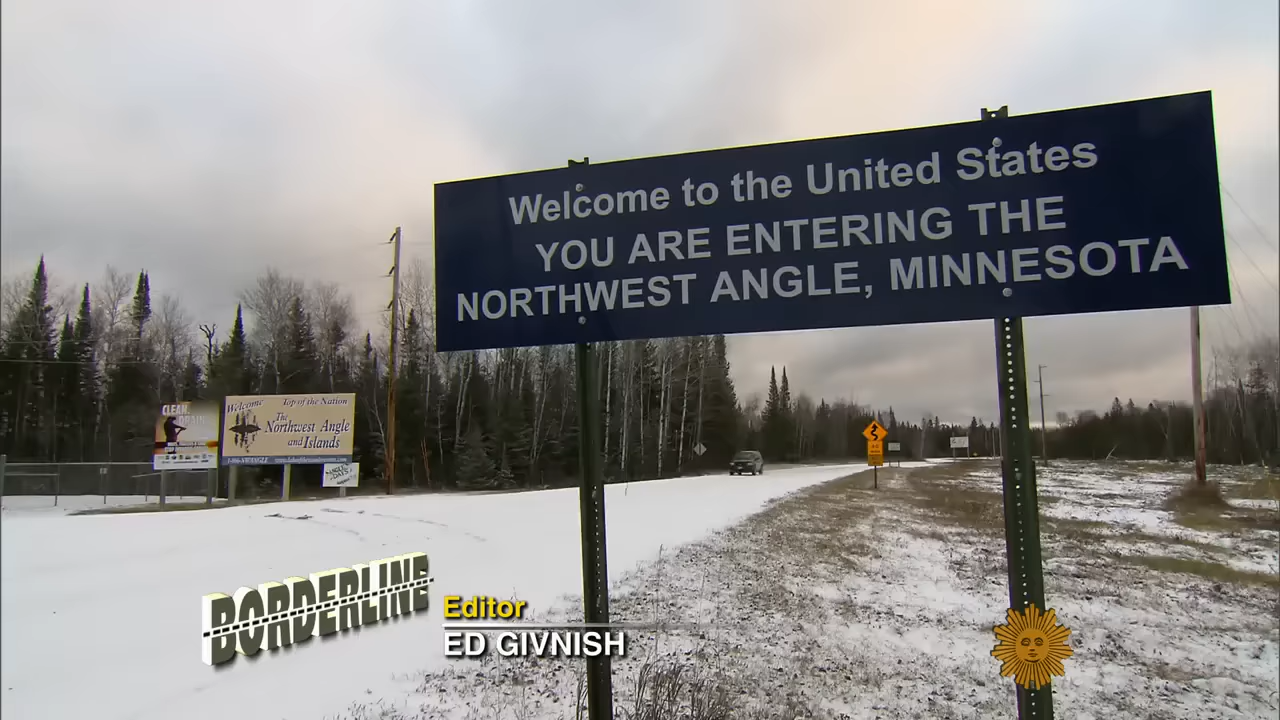 Welcome to the United States
YOU ARE ENTERING THE
NORTHWEST ANGLE, MINNESOTA
CLEAN.
Welcome
Top of the Nation
The
Northwest Angle
and Islands
BORDERLINE
Editor
ED GIVNISH